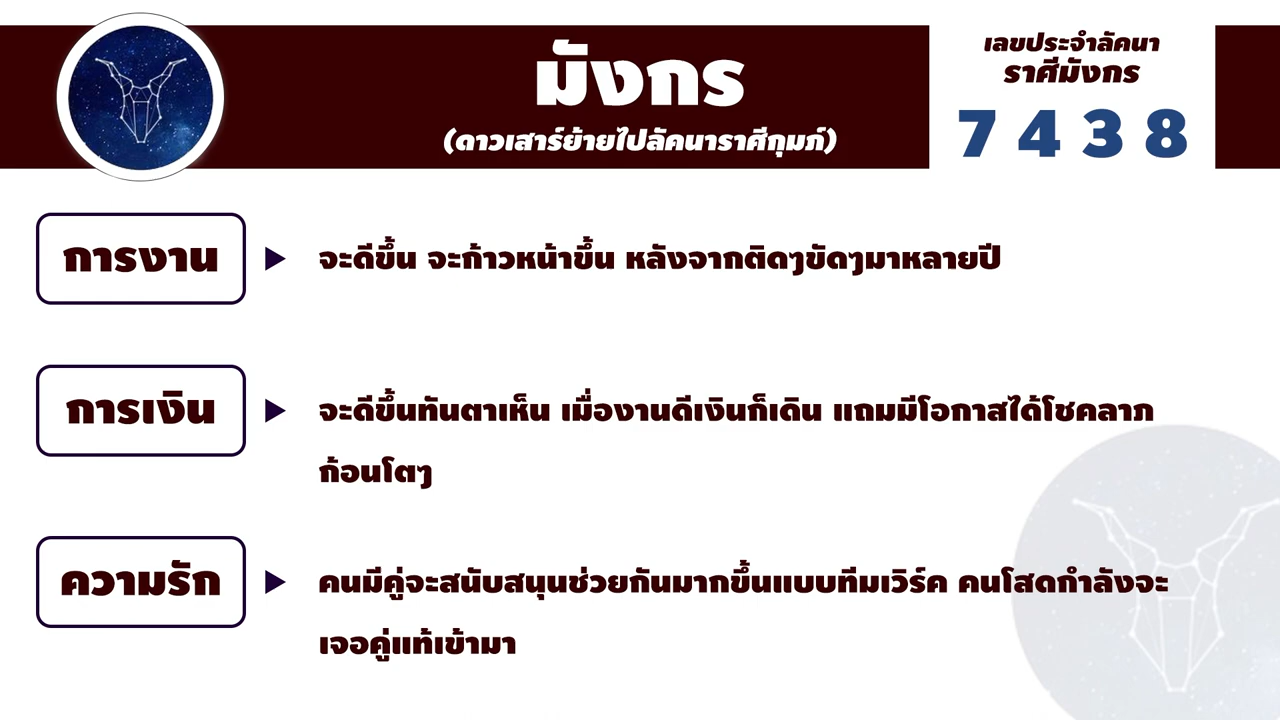 มังกร
(ดาวเสาร์ย้ายไปลัคนาราศีกุมภ์)
เลขประจำลัคนา
ราศีมังกร
7 4 3 8
การงาน
จะดีขึ้น จะก้าวหน้าขึ้น หลังจากติดๆขัดๆมาหลายปี
การเงิน
จะดีขึ้นทันตาเห็น เมื่องานดีเงินก็เดิน แถมมีโอกาสได้โชคลาภ
ก้อนโตๆ
ความรัก
คนมีคู่จะสนับสนุนช่วยกันมากขึ้นแบบทีมเวิร์ค คนโสดกำลังจะ
เจอคู่แท้เข้ามา